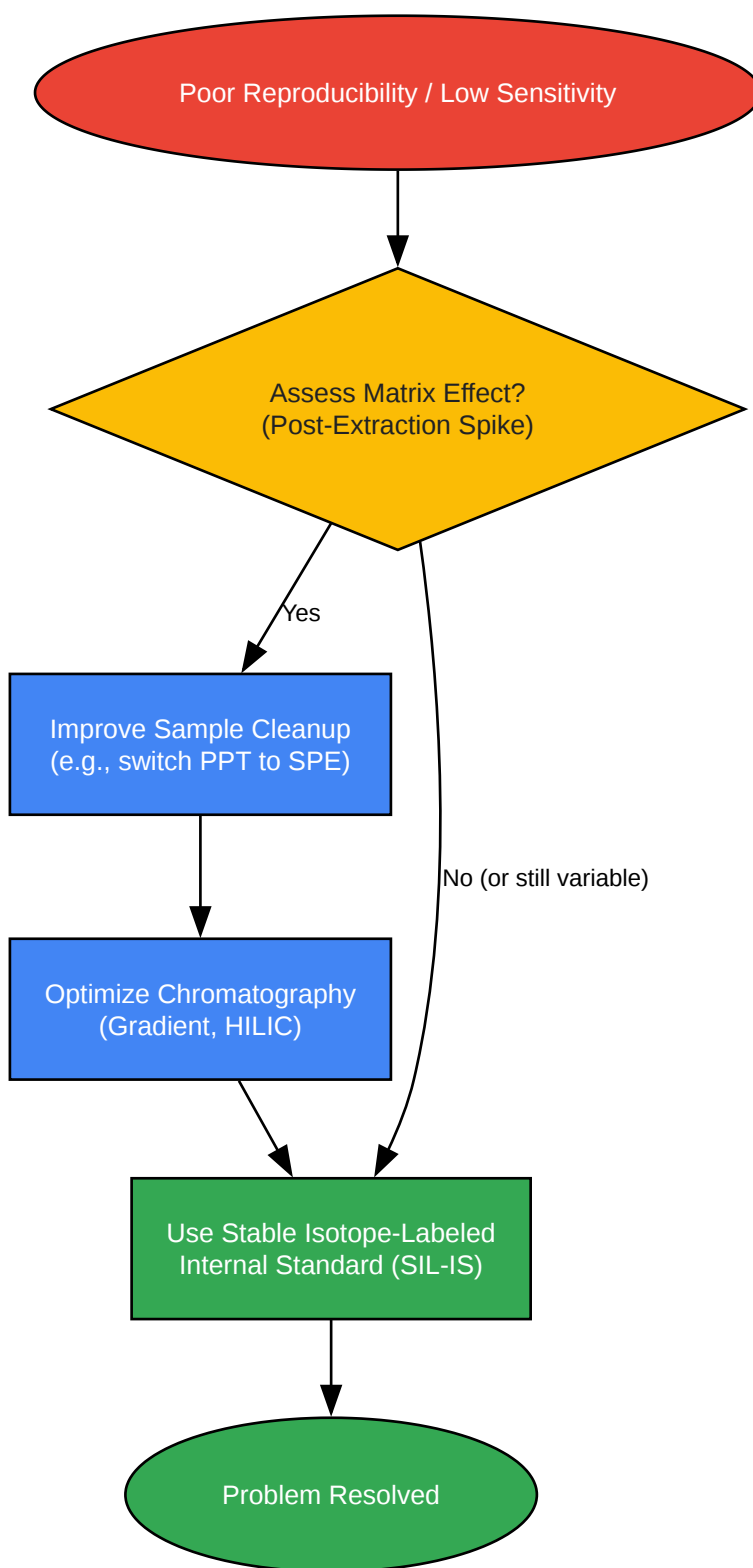 Poor Reproducibility / Low Sensitivity
Assess Matrix Effect?
(Post-Extraction Spike)
Yes
Improve Sample Cleanup
(e.g., switch PPT to SPE)
No (or still variable)
Optimize Chromatography
(Gradient, HILIC)
Use Stable Isotope-Labeled
Internal Standard (SIL-IS)
Problem Resolved